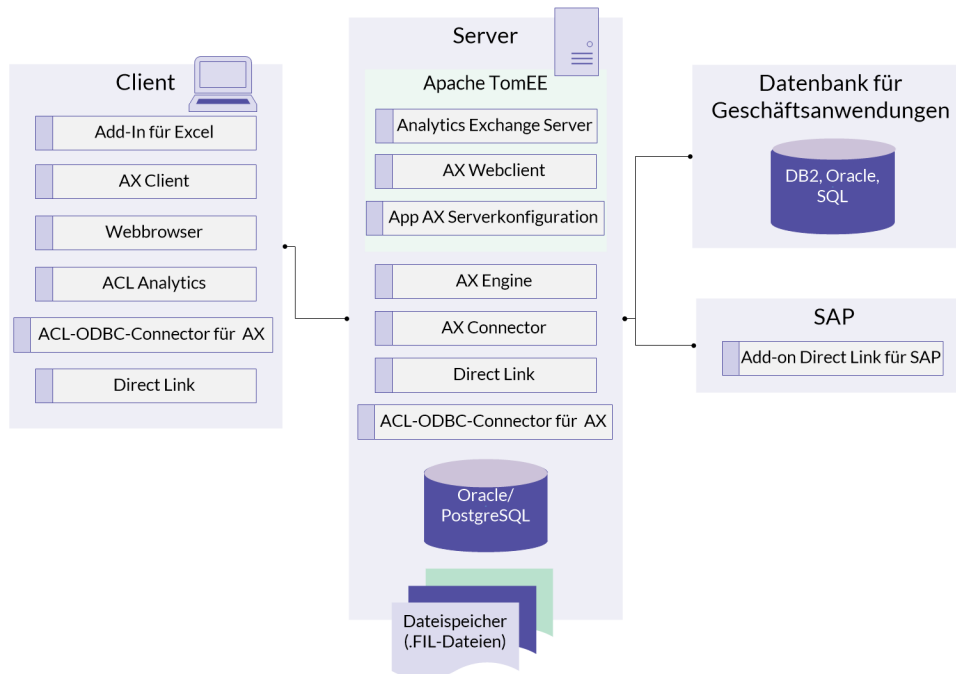 Client
Add-In für Excel
AX Client
Webbrowser
ACL Analytics
ACL-ODBC-Connector für AX
Direct Link
Server
Apache TomEE
Analytics Exchange Server
AX Webclient
App AX Serverkonfiguration
AX Engine
AX Connector
Direct Link
ACL-ODBC-Connector für AX
Oracle/
PostgreSQL
Dateispeicher
(.FIL-Dateien)
Datenbank für
Geschäftsanwendungen
DB2, Oracle,
SQL
SAP
Add-on Direct Link für SAP